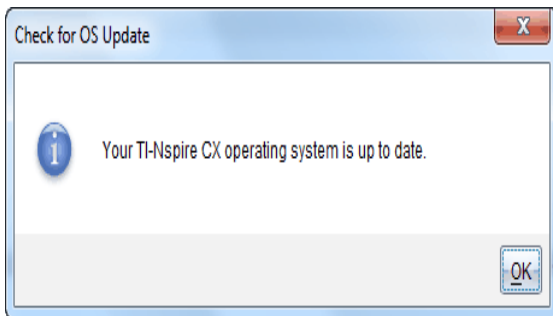 Check for OS Update
X
Your TI-Nspire CX operating system is up to date.
OK